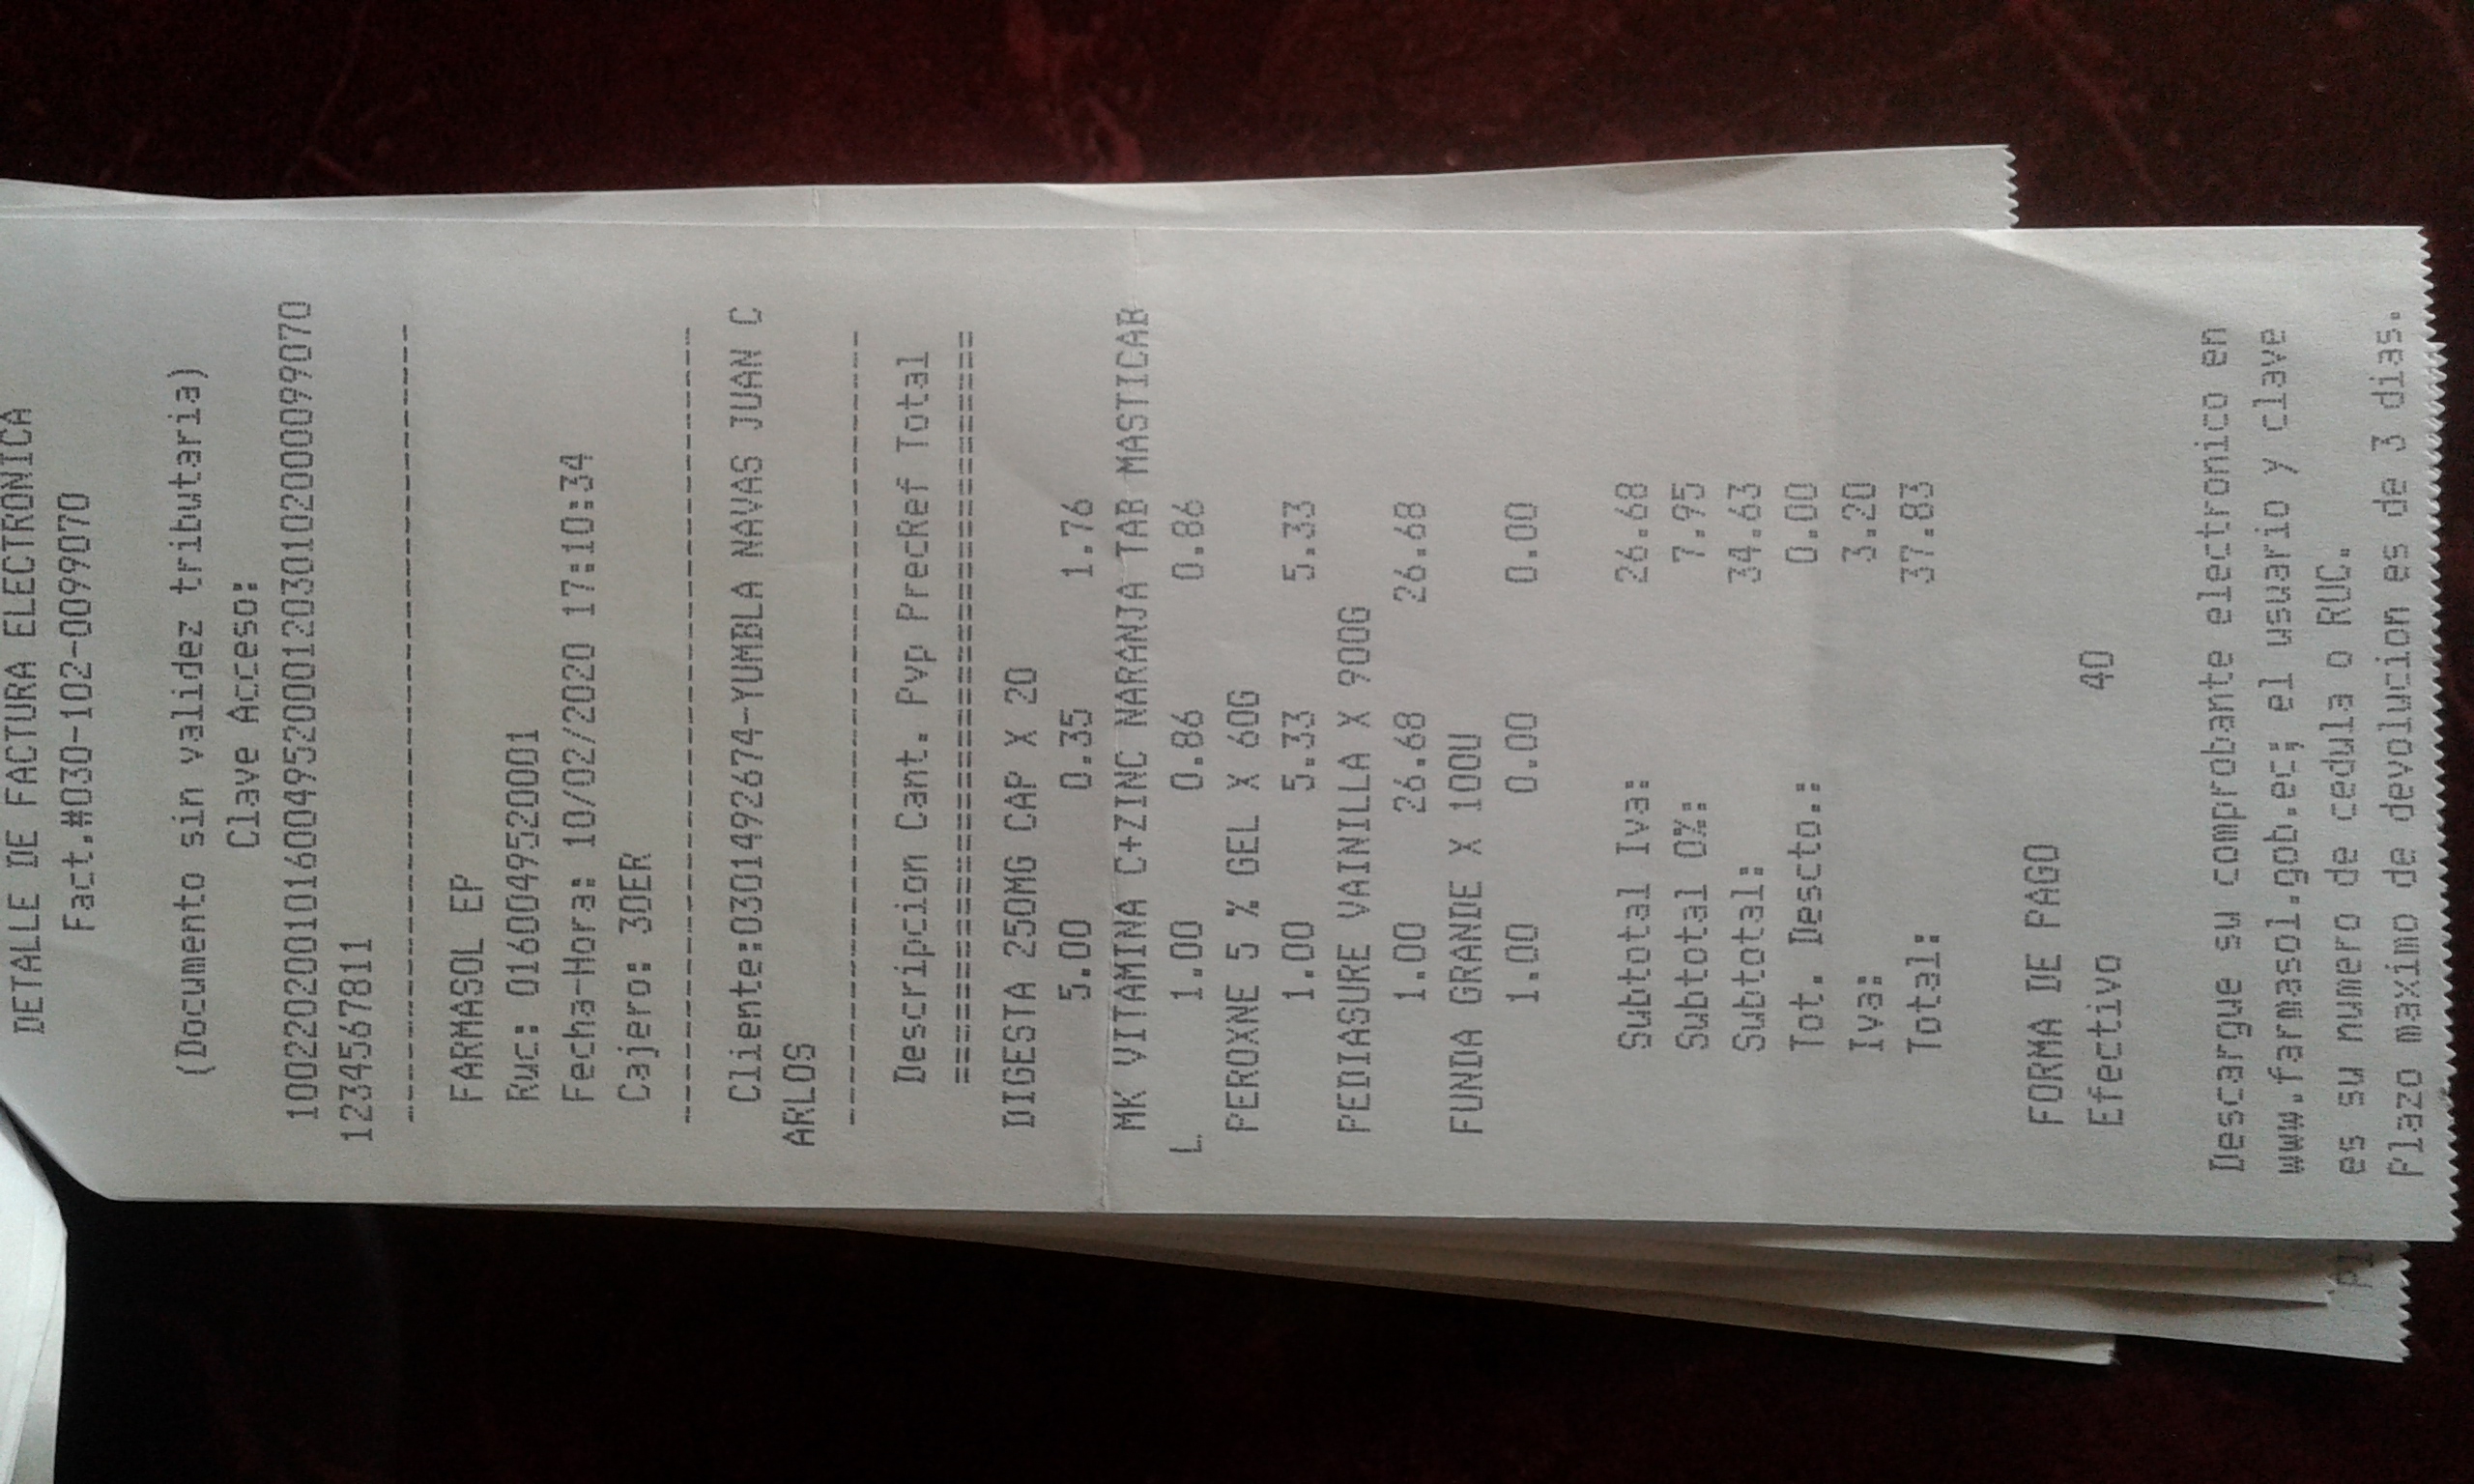 DETALLE DE FACTURA ELECTRONICA
Fact.#030-102-0099070
(Documento sin validez tributaria)
Clave Acceso:
100220200101600495200012030102000099070
1234567811
FARMASOL EP
Ruc: 0160049520001
Fecha-Hora: 10/02/2020 17:10:34
Cajero: 30ER
Cliente:0301492674-YUMBLA NAVAS JUAN C
ARLOS
Descripcion Cant. Pvp PrecRef Total
DIGESTA 250MG CAP X 20
5.00 0.35 1.76
MK VITAMINA C+ZINC NARANJA TAB MASTICAB
L 1.00 0.86 0.86
PEROXNE 5 % GEL X 60G
1.00 5.33 5.33
PEDIASURE VAINILLA X 900G
1.00 26.68 26.68
FUNDA GRANDE X 100U
1.00 0.00 0.00
Subtotal Iva: 26.68
Subtotal 0%: 7.95
Subtotal: 34.63
Tot. Descto.: 0.00
Iva: 3.20
Total: 37.83
FORMA DE PAGO
Efectivo 40
Descargue su comprobante electronico en
www.farmasol.gob.ec; el usuario y clave
es su numero de cedula o RUC.
Plazo maximo de devolucion es de 3 dias.